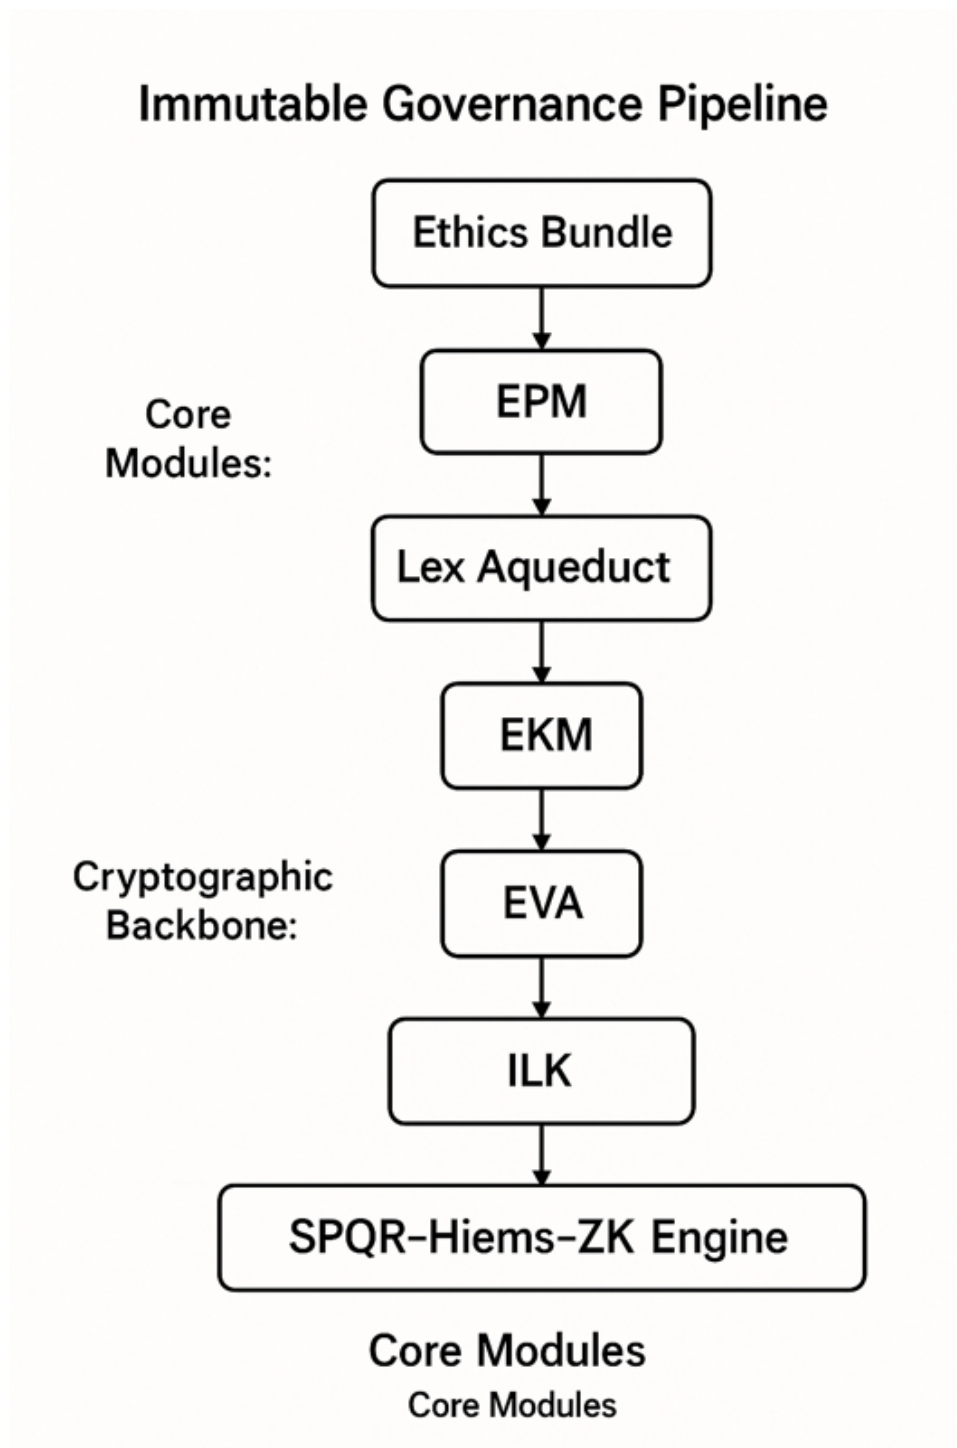 Immutable Governance Pipeline
Ethics Bundle
EPM
Core
Modules:
Lex Aqueduct
EKM
Cryptographic
Backbone:
EVA
ILK
SPQR–Hiems–ZK Engine
Core Modules
Core Modules